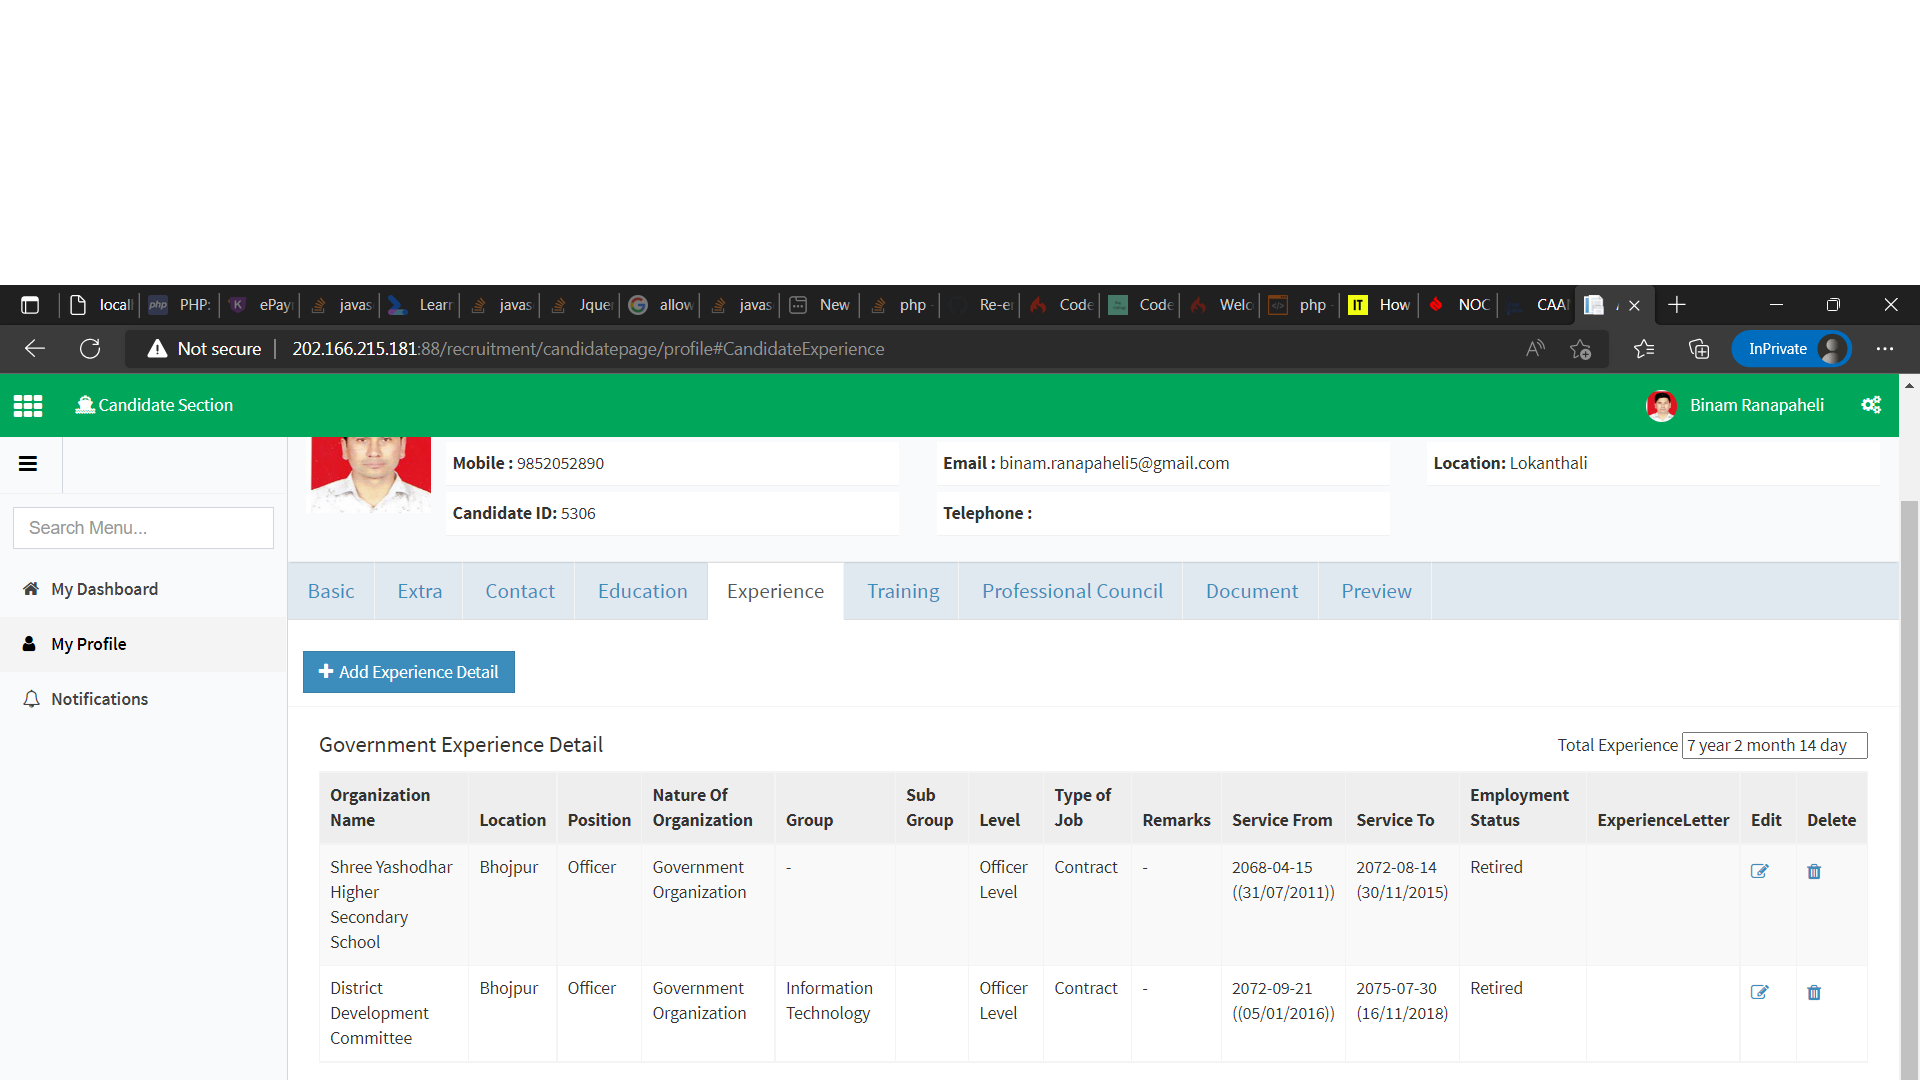 locall
PHP:
ePay
javas
Learn
javas
Jquer
allow
javas
New
php -
Re-er
Code
Code
Welc
php -
IT
How
NOC
CAA
Not secure
202.166.215.181:88/recruitment/candidatepage/profile#CandidateExperience
InPrivate
Candidate Section
Binam Ranapaheli
Mobile : 9852052890
Email : binam.ranapaheli5@gmail.com
Location: Lokanthali
Candidate ID: 5306
Telephone :
Search Menu...
My Dashboard
My Profile
Notifications
Basic
Extra
Contact
Education
Experience
Training
Professional Council
Document
Preview
Add Experience Detail
Government Experience Detail
Total Experience 7 year 2 month 14 day
Organization Name
Location
Position
Nature Of Organization
Group
Sub Group
Level
Type of Job
Remarks
Service From
Service To
Employment Status
ExperienceLetter
Edit
Delete
Shree Yashodhar Higher Secondary School
Bhojpur
Officer
Government Organization
-
Officer Level
Contract
-
2068-04-15 ((31/07/2011))
2072-08-14 (30/11/2015)
Retired
District Development Committee
Bhojpur
Officer
Government Organization
Information Technology
Officer Level
Contract
-
2072-09-21 ((05/01/2016))
2075-07-30 (16/11/2018)
Retired